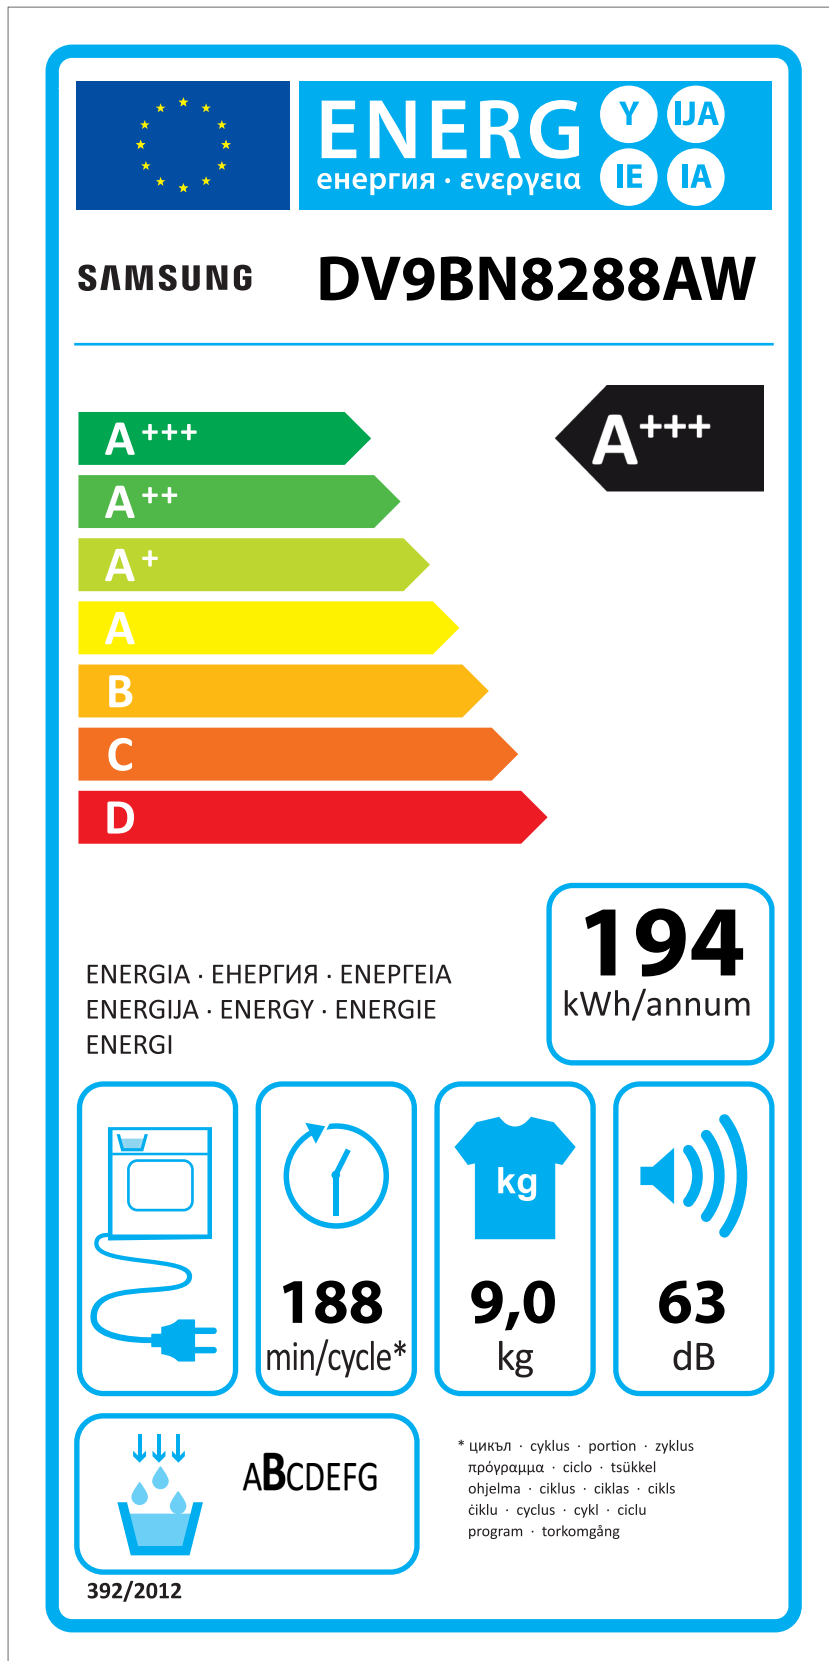 ENERG Y IJA
енергия · ενεργεια IE IA
SAMSUNG DV9BN8288AW
A+++
A+++
A++
A+
A
B
C
D
194
kWh/annum
ENERGIA · ЕНЕРГИЯ · ΕΝΕΡΓΕΙΑ
ENERGIJA · ENERGY · ENERGIE
ENERGI
188
min/cycle*
kg
9,0
kg
63
dB
ABCDEFG
* цикъл · cyklus · portion · zyklus
πρόγραμμα · ciclo · tsükkel
ohjelma · ciklus · ciklas · cikls
ċiklu · cyclus · cykl · ciclu
program · torkomgång
392/2012